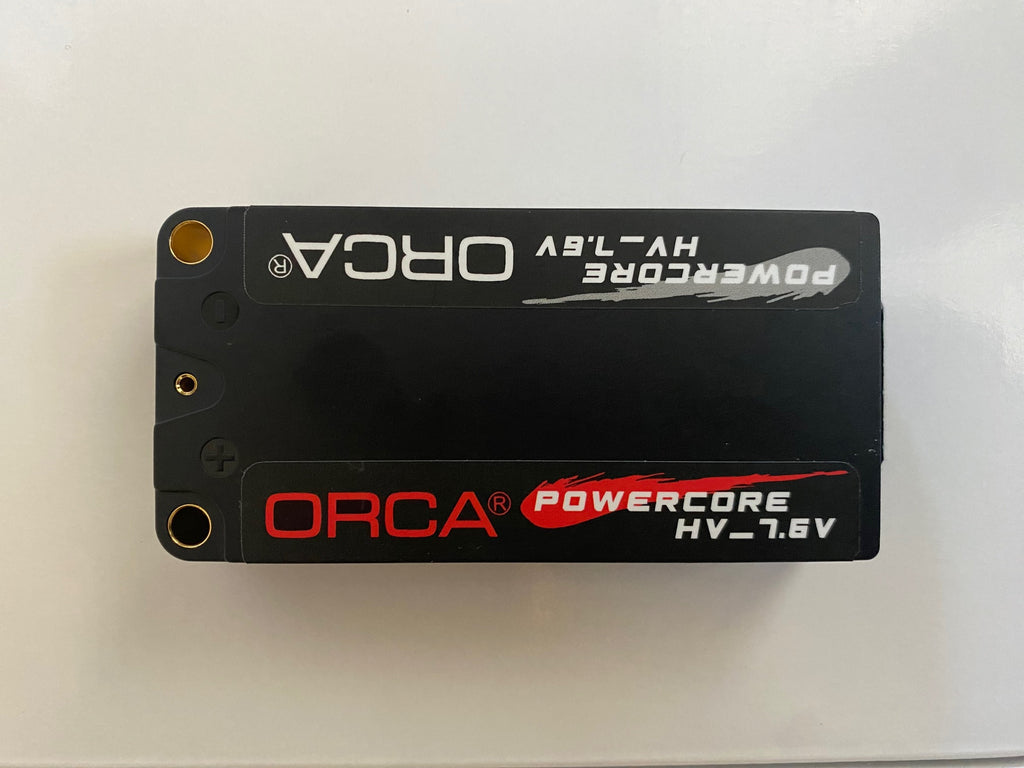 ORCA®
POWERCORE
HV_7.6V
ORCA®
POWERCORE
HV_7.6V
-
+